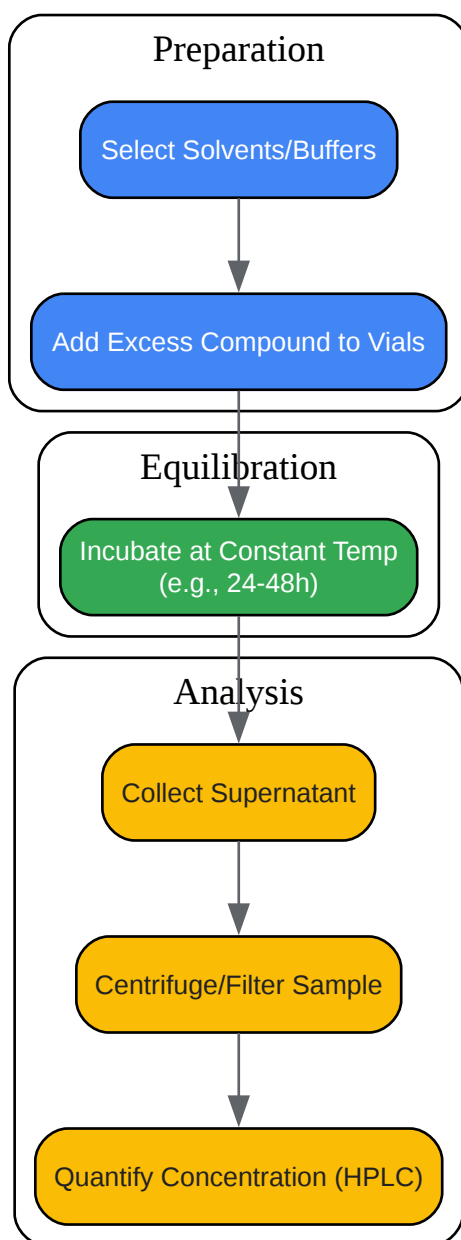 Preparation
Select Solvents/Buffers
Add Excess Compound to Vials
Equilibration
Incubate at Constant Temp
(e.g., 24-48h)
Analysis
Collect Supernatant
Centrifuge/Filter Sample
Quantify Concentration (HPLC)